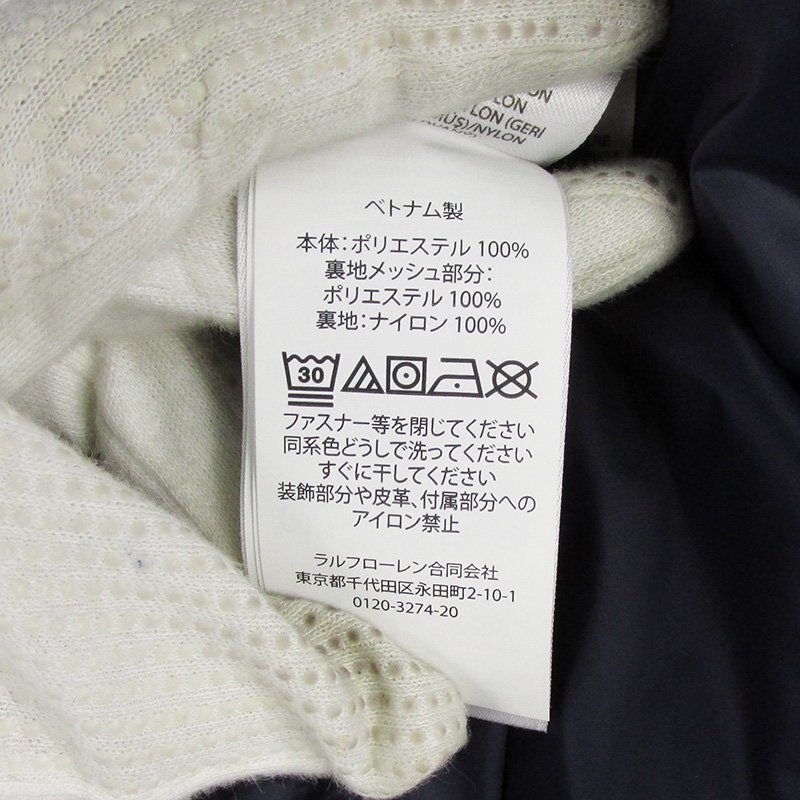 LON
LON (GERI
/NYLON
ベトナム製
本体：ポリエステル 100%
裏地メッシュ部分：
ポリエステル 100%
裏地：ナイロン 100%
30
ファスナー等を閉じてください
同系色どうしで洗ってください
すぐに干してください
装飾部分や皮革、付属部分への
アイロン禁止
ラルフローレン合同会社
東京都千代田区永田町2-10-1
0120-3274-20